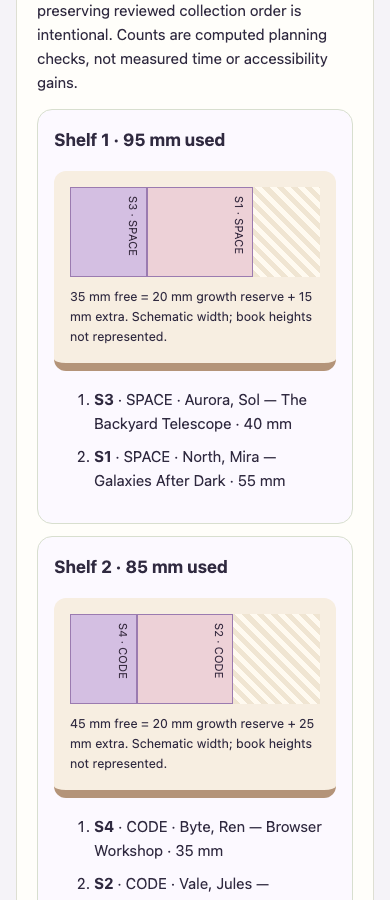 preserving reviewed collection order is
intentional. Counts are computed planning
checks, not measured time or accessibility
gains.
Shelf 1 · 95 mm used
S3 · SPACE
S1 · SPACE
35 mm free = 20 mm growth reserve + 15
mm extra. Schematic width; book heights
not represented.
1. S3 · SPACE · Aurora, Sol — The
Backyard Telescope · 40 mm
2. S1 · SPACE · North, Mira —
Galaxies After Dark · 55 mm
Shelf 2 · 85 mm used
S4 · CODE
S2 · CODE
45 mm free = 20 mm growth reserve + 25
mm extra. Schematic width; book heights
not represented.
1. S4 · CODE · Byte, Ren — Browser
Workshop · 35 mm
2. S2 · CODE · Vale, Jules —